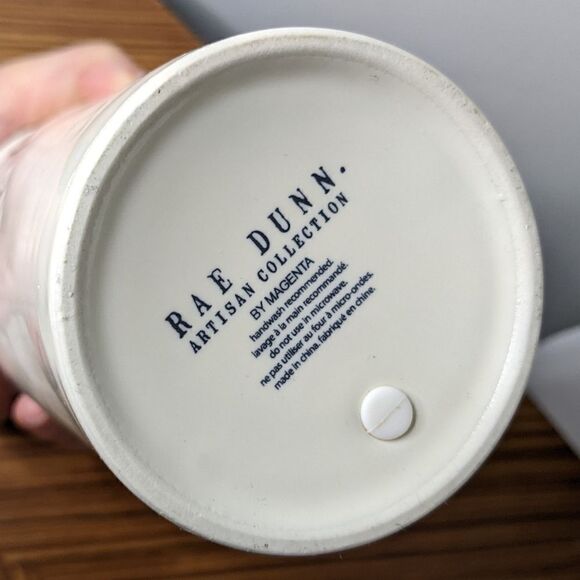 RAE DUNN.
ARTISAN COLLECTION
BY MAGENTA
handwash recommended.
lavage à la main recommandé.
do not use in microwave.
ne pas utiliser au four à micro-ondes.
made in china. fabriqué en chine.